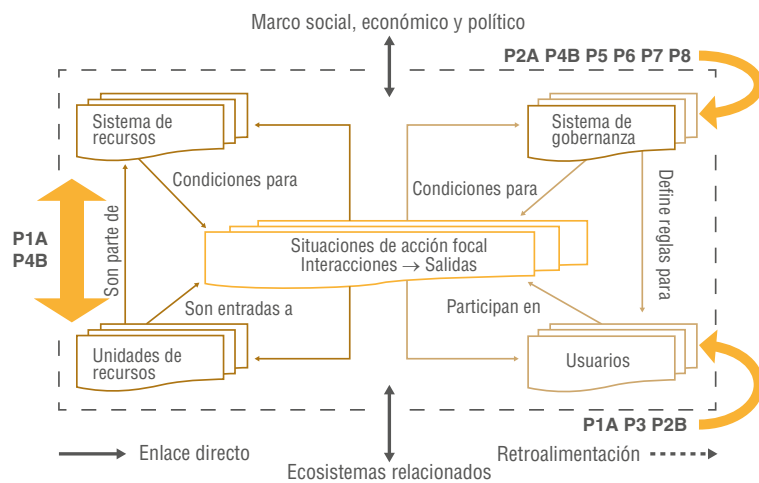 Marco social, económico y político
P2A P4B P5 P6 P7 P8
Sistema de
recursos
Sistema de
gobernanza
Condiciones para
Condiciones para
Define reglas para
P1A
P4B
Son parte de
Situaciones de acción focal
Interacciones → Salidas
Son entradas a
Participan en
Unidades de
recursos
Usuarios
P1A P3 P2B
Enlace directo
Retroalimentación
Ecosistemas relacionados